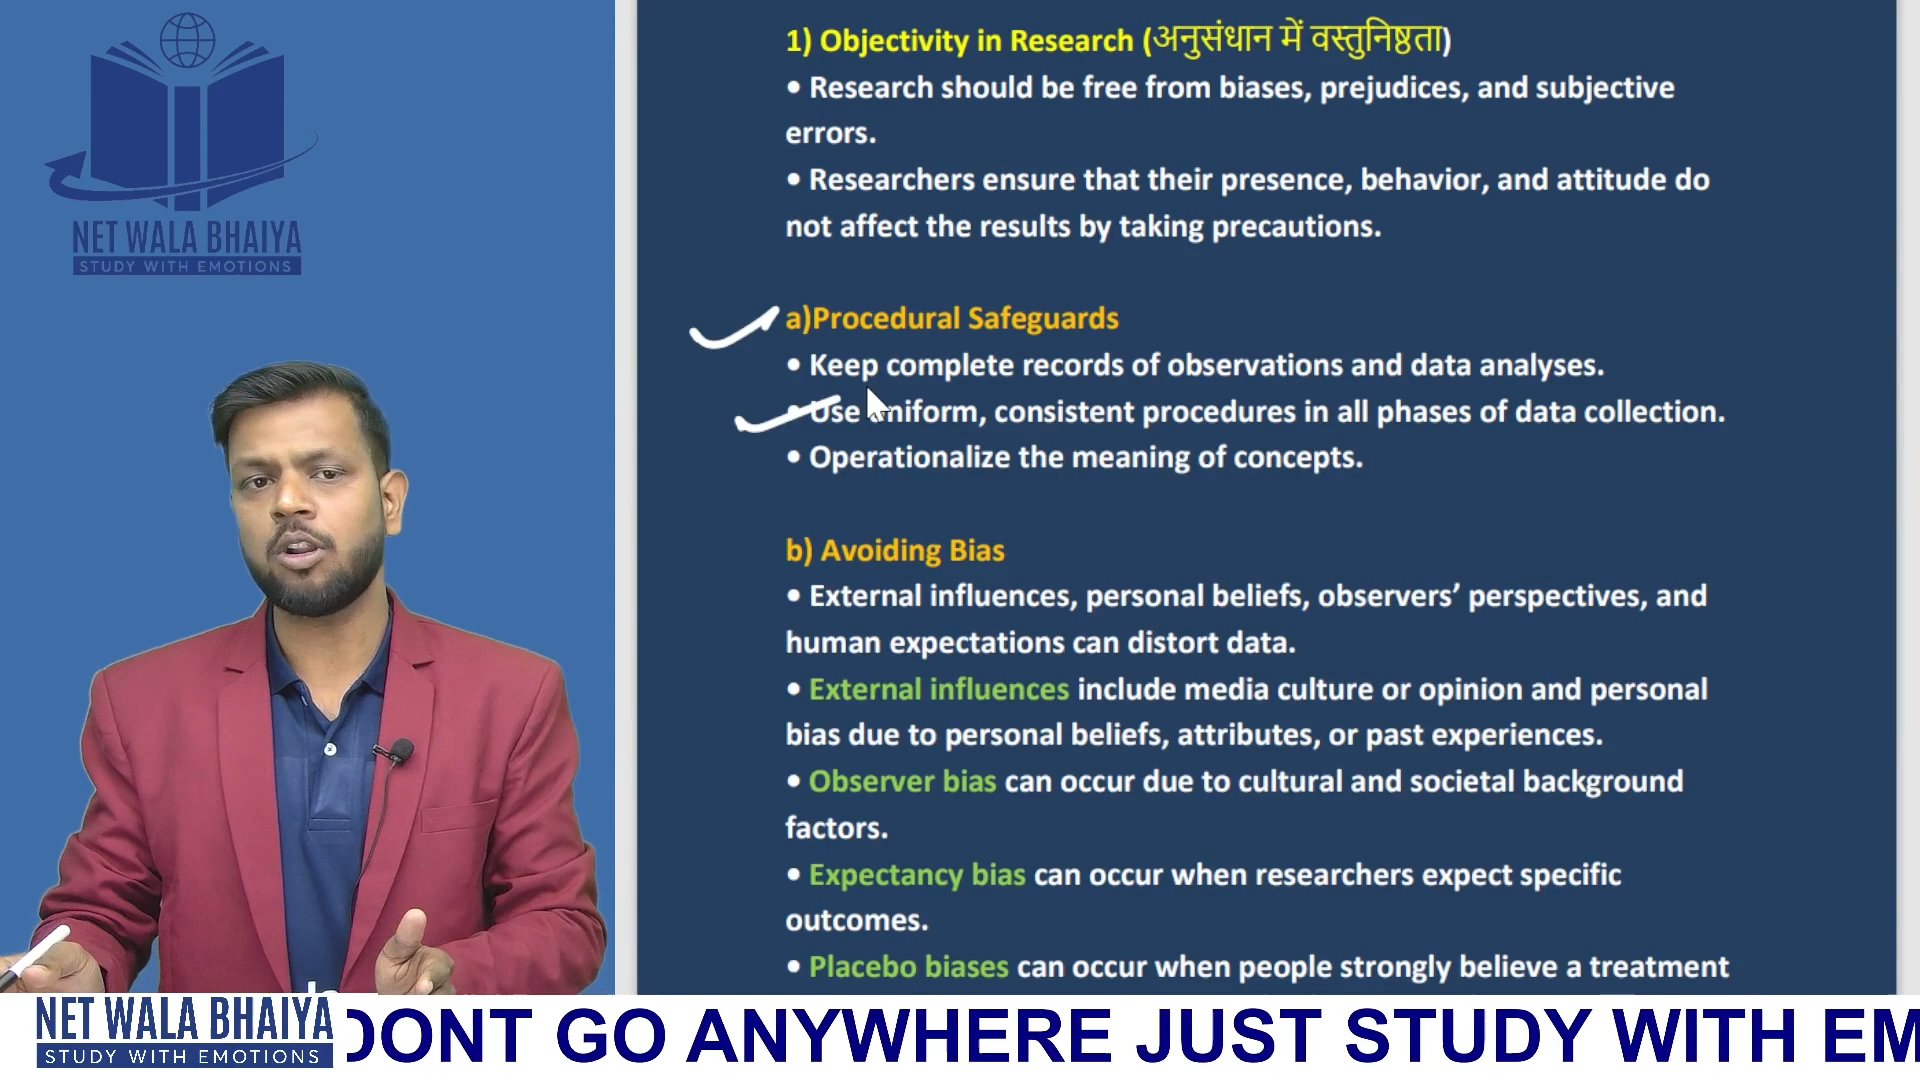 NET WALA BHAIYA
STUDY WITH EMOTIONS
1) Objectivity in Research (अनुसंधान में वस्तुनिष्ठता)
• Research should be free from biases, prejudices, and subjective
errors.
• Researchers ensure that their presence, behavior, and attitude do
not affect the results by taking precautions.
a)Procedural Safeguards
• Keep complete records of observations and data analyses.
• Use uniform, consistent procedures in all phases of data collection.
• Operationalize the meaning of concepts.
b) Avoiding Bias
• External influences, personal beliefs, observers’ perspectives, and
human expectations can distort data.
• External influences include media culture or opinion and personal
bias due to personal beliefs, attributes, or past experiences.
• Observer bias can occur due to cultural and societal background
factors.
• Expectancy bias can occur when researchers expect specific
outcomes.
• Placebo biases can occur when people strongly believe a treatment
NET WALA BHAIYA
STUDY WITH EMOTIONS
DONT GO ANYWHERE JUST STUDY WITH EM